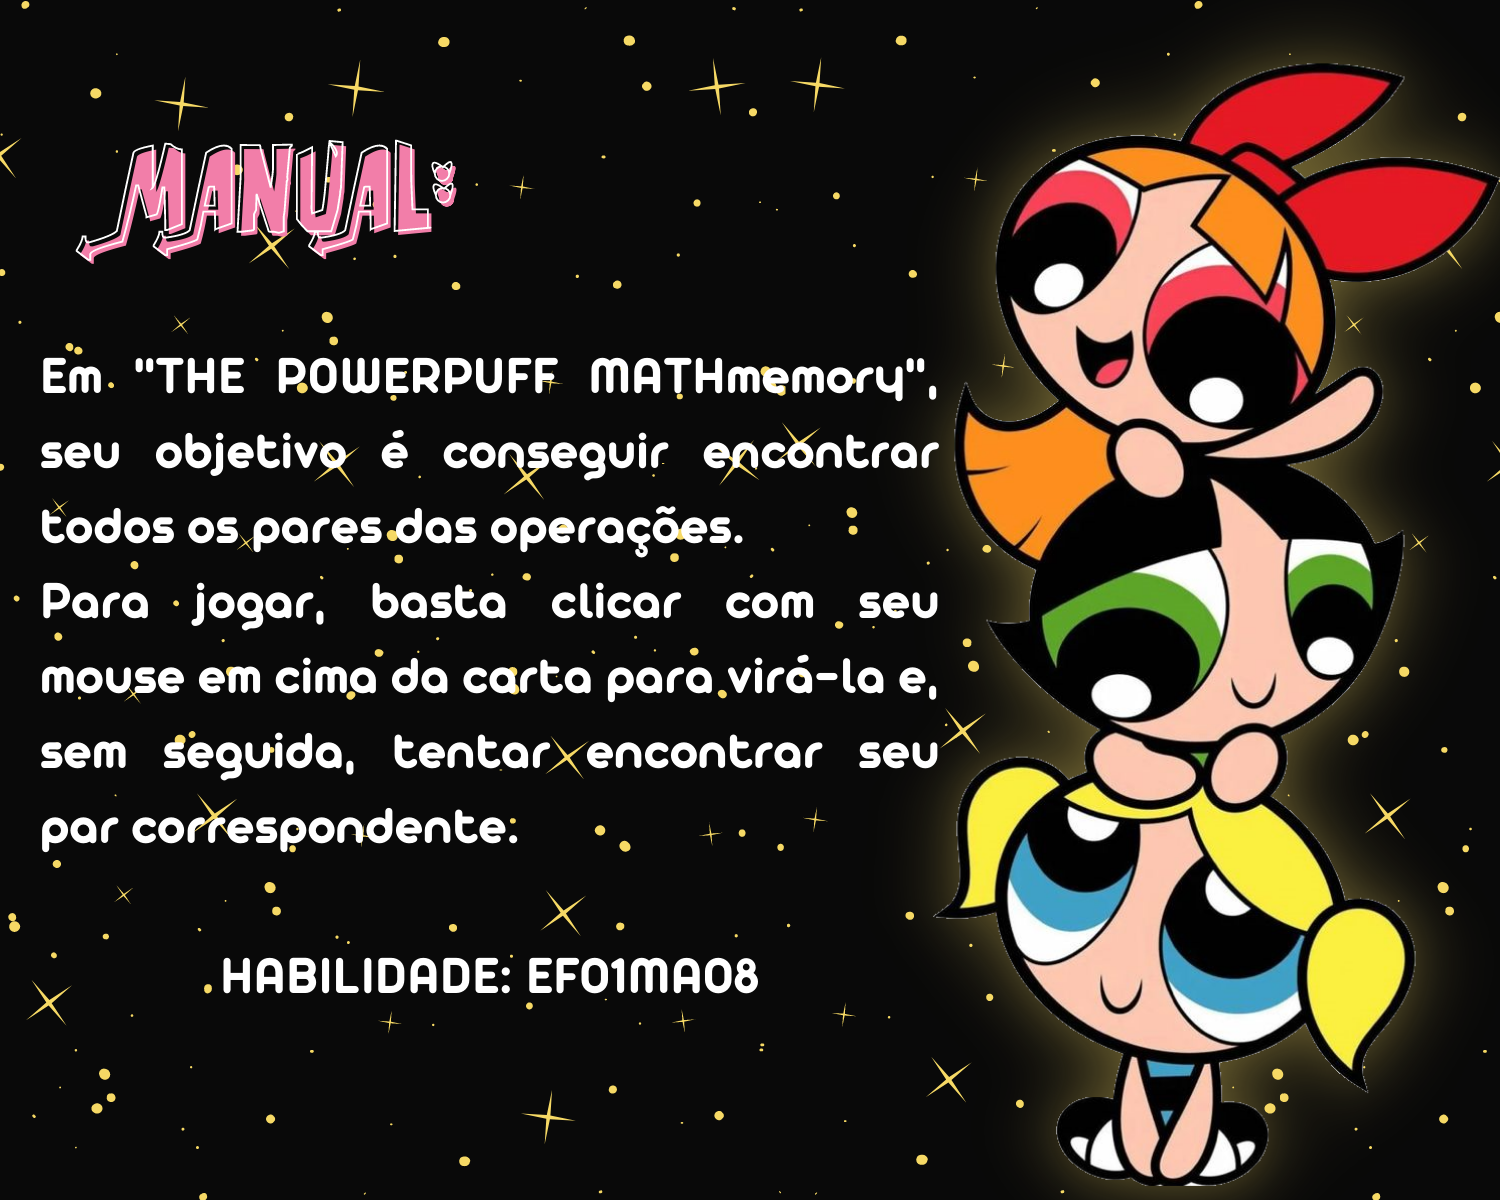 MANUAL:
Em "THE POWERPUFF MATHmemory",
seu objetivo é conseguir encontrar
todos os pares das operações.
Para jogar, basta clicar com seu
mouse em cima da carta para virá-la e,
sem seguida, tentar encontrar seu
par correspondente.
HABILIDADE: EF01MA08